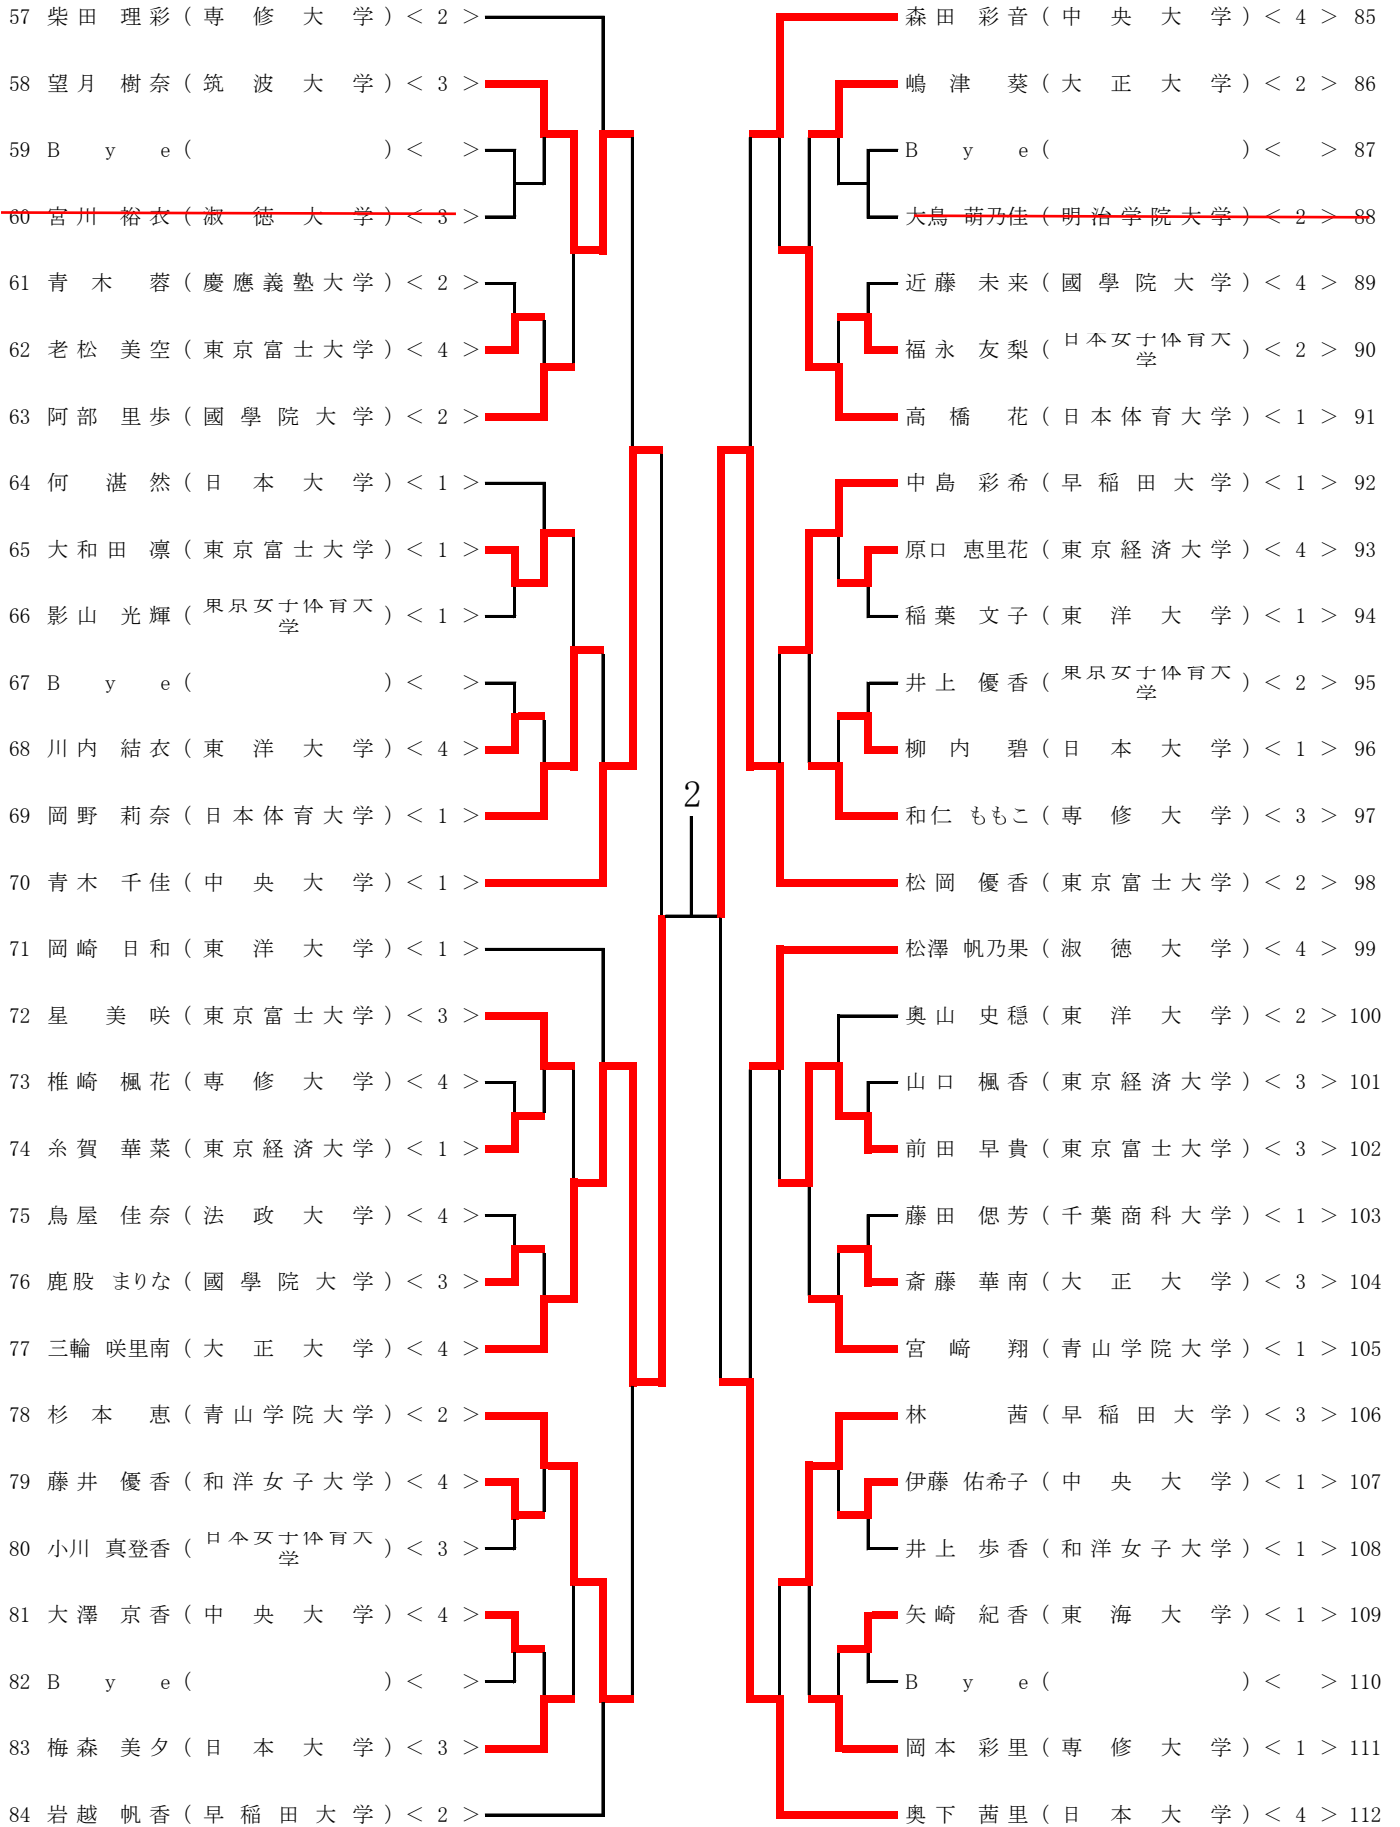 57 柴田 理彩 ( 専修大学 ) < 2 >
58 望月 樹奈 ( 筑波大学 ) < 3 >
59 Bye ( ) < >
60 宮川 裕衣 ( 淑徳大学 ) < 3 >
61 青木 蓉 ( 慶應義塾大学 ) < 2 >
62 老松 美空 ( 東京富士大学 ) < 4 >
63 阿部 里歩 ( 國學院大学 ) < 2 >
64 何 湛然 ( 日本大学 ) < 1 >
65 大和田 凛 ( 東京富士大学 ) < 1 >
66 影山 光輝 ( 東京女子体育大学 ) < 1 >
67 Bye ( ) < >
68 川内 結衣 ( 東洋大学 ) < 4 >
69 岡野 莉奈 ( 日本体育大学 ) < 1 >
70 青木 千佳 ( 中央大学 ) < 1 >
71 岡崎 日和 ( 東洋大学 ) < 1 >
72 星 美咲 ( 東京富士大学 ) < 3 >
73 椎崎 楓花 ( 専修大学 ) < 4 >
74 糸賀 華菜 ( 東京経済大学 ) < 1 >
75 鳥屋 佳奈 ( 法政大学 ) < 4 >
76 鹿股 まりな ( 國學院大学 ) < 3 >
77 三輪 咲里南 ( 大正大学 ) < 4 >
78 杉本 恵 ( 青山学院大学 ) < 2 >
79 藤井 優香 ( 和洋女子大学 ) < 4 >
80 小川 真登香 ( 日本女子体育大学 ) < 3 >
81 大澤 京香 ( 中央大学 ) < 4 >
82 Bye ( ) < >
83 梅森 美夕 ( 日本大学 ) < 3 >
84 岩越 帆香 ( 早稲田大学 ) < 2 >
2
森田 彩音 ( 中央大学 ) < 4 > 85
嶋津 葵 ( 大正大学 ) < 2 > 86
Bye ( ) < > 87
大鳥 萌乃佳 ( 明治学院大学 ) < 2 > 88
近藤 未来 ( 國學院大学 ) < 4 > 89
福永 友梨 ( 日本女子体育大学 ) < 2 > 90
高橋 花 ( 日本体育大学 ) < 1 > 91
中島 彩希 ( 早稲田大学 ) < 1 > 92
原口 恵里花 ( 東京経済大学 ) < 4 > 93
稲葉 文子 ( 東洋大学 ) < 1 > 94
井上 優香 ( 東京女子体育大学 ) < 2 > 95
柳内 碧 ( 日本大学 ) < 1 > 96
和仁 ももこ ( 専修大学 ) < 3 > 97
松岡 優香 ( 東京富士大学 ) < 2 > 98
松澤 帆乃果 ( 淑徳大学 ) < 4 > 99
奥山 史穏 ( 東洋大学 ) < 2 > 100
山口 楓香 ( 東京経済大学 ) < 3 > 101
前田 早貴 ( 東京富士大学 ) < 3 > 102
藤田 偲芳 ( 千葉商科大学 ) < 1 > 103
斎藤 華南 ( 大正大学 ) < 3 > 104
宮﨑 翔 ( 青山学院大学 ) < 1 > 105
林 茜 ( 早稲田大学 ) < 3 > 106
伊藤 佑希子 ( 中央大学 ) < 1 > 107
井上 歩香 ( 和洋女子大学 ) < 1 > 108
矢崎 紀香 ( 東海大学 ) < 1 > 109
Bye ( ) < > 110
岡本 彩里 ( 専修大学 ) < 1 > 111
奥下 茜里 ( 日本大学 ) < 4 > 112